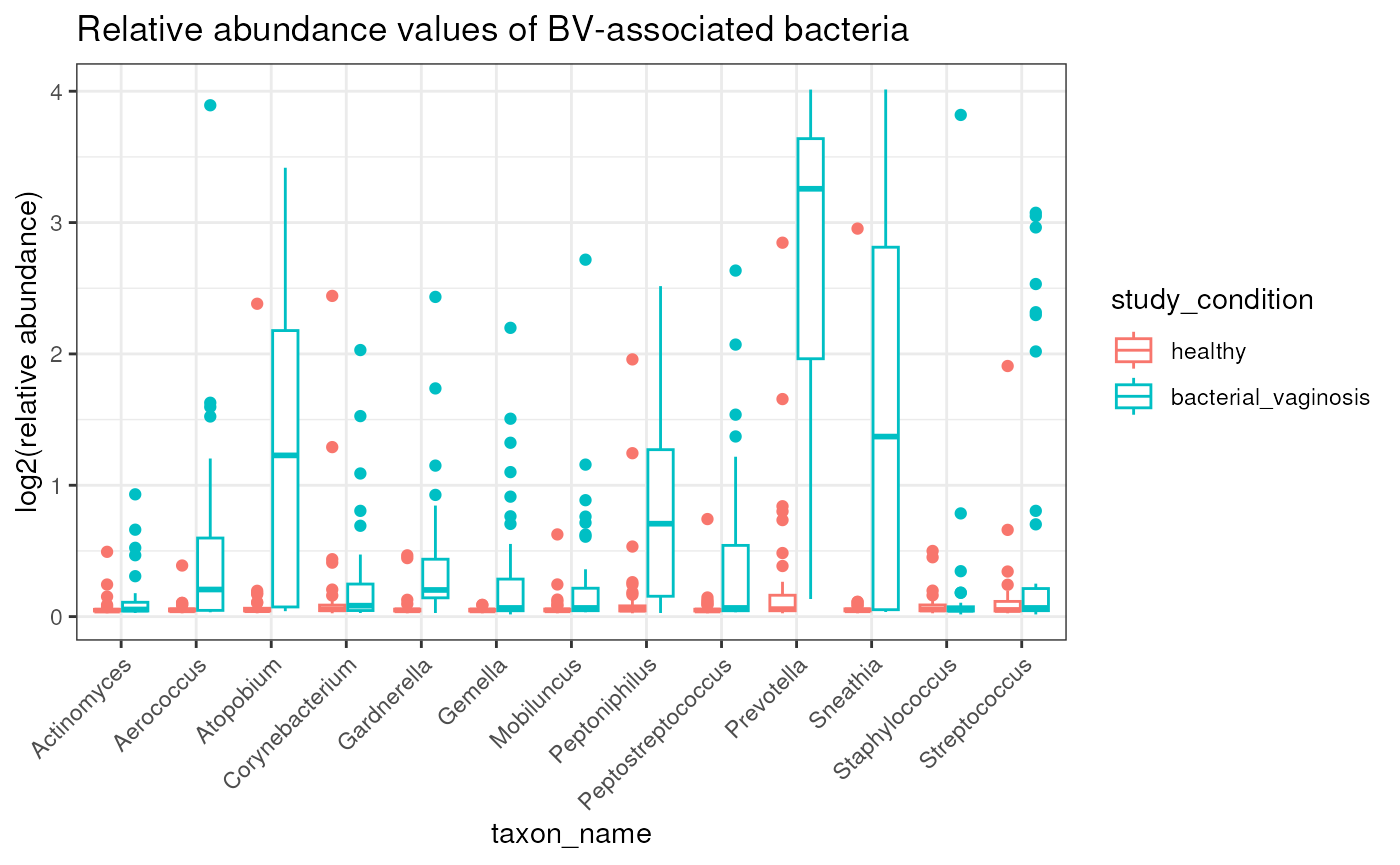 Relative abundance values of BV-associated bacteria
log2(relative abundance)
4
3
2
1
0
Actinomyces
Aerococcus
Atopobium
Corynebacterium
Gardnerella
Gemella
Mobiluncus
Peptoniphilus
Peptostreptococcus
Prevotella
Sneathia
Staphylococcus
Streptococcus
taxon_name
study_condition
healthy
bacterial_vaginosis